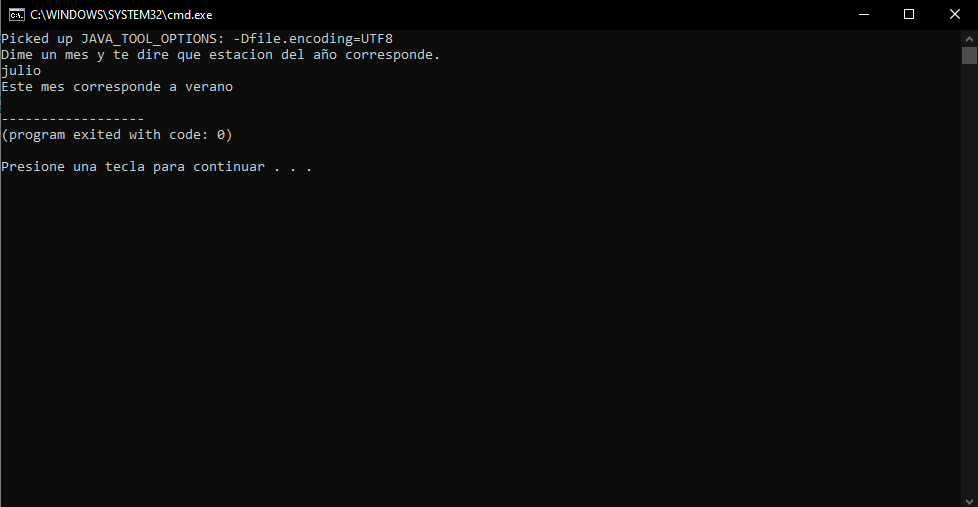 C:\WINDOWS\SYSTEM32\cmd.exe
Picked up JAVA_TOOL_OPTIONS: -Dfile.encoding=UTF8
Dime un mes y te dire que estacion del año corresponde.
julio
Este mes corresponde a verano
------------------
(program exited with code: 0)
Presione una tecla para continuar . . .